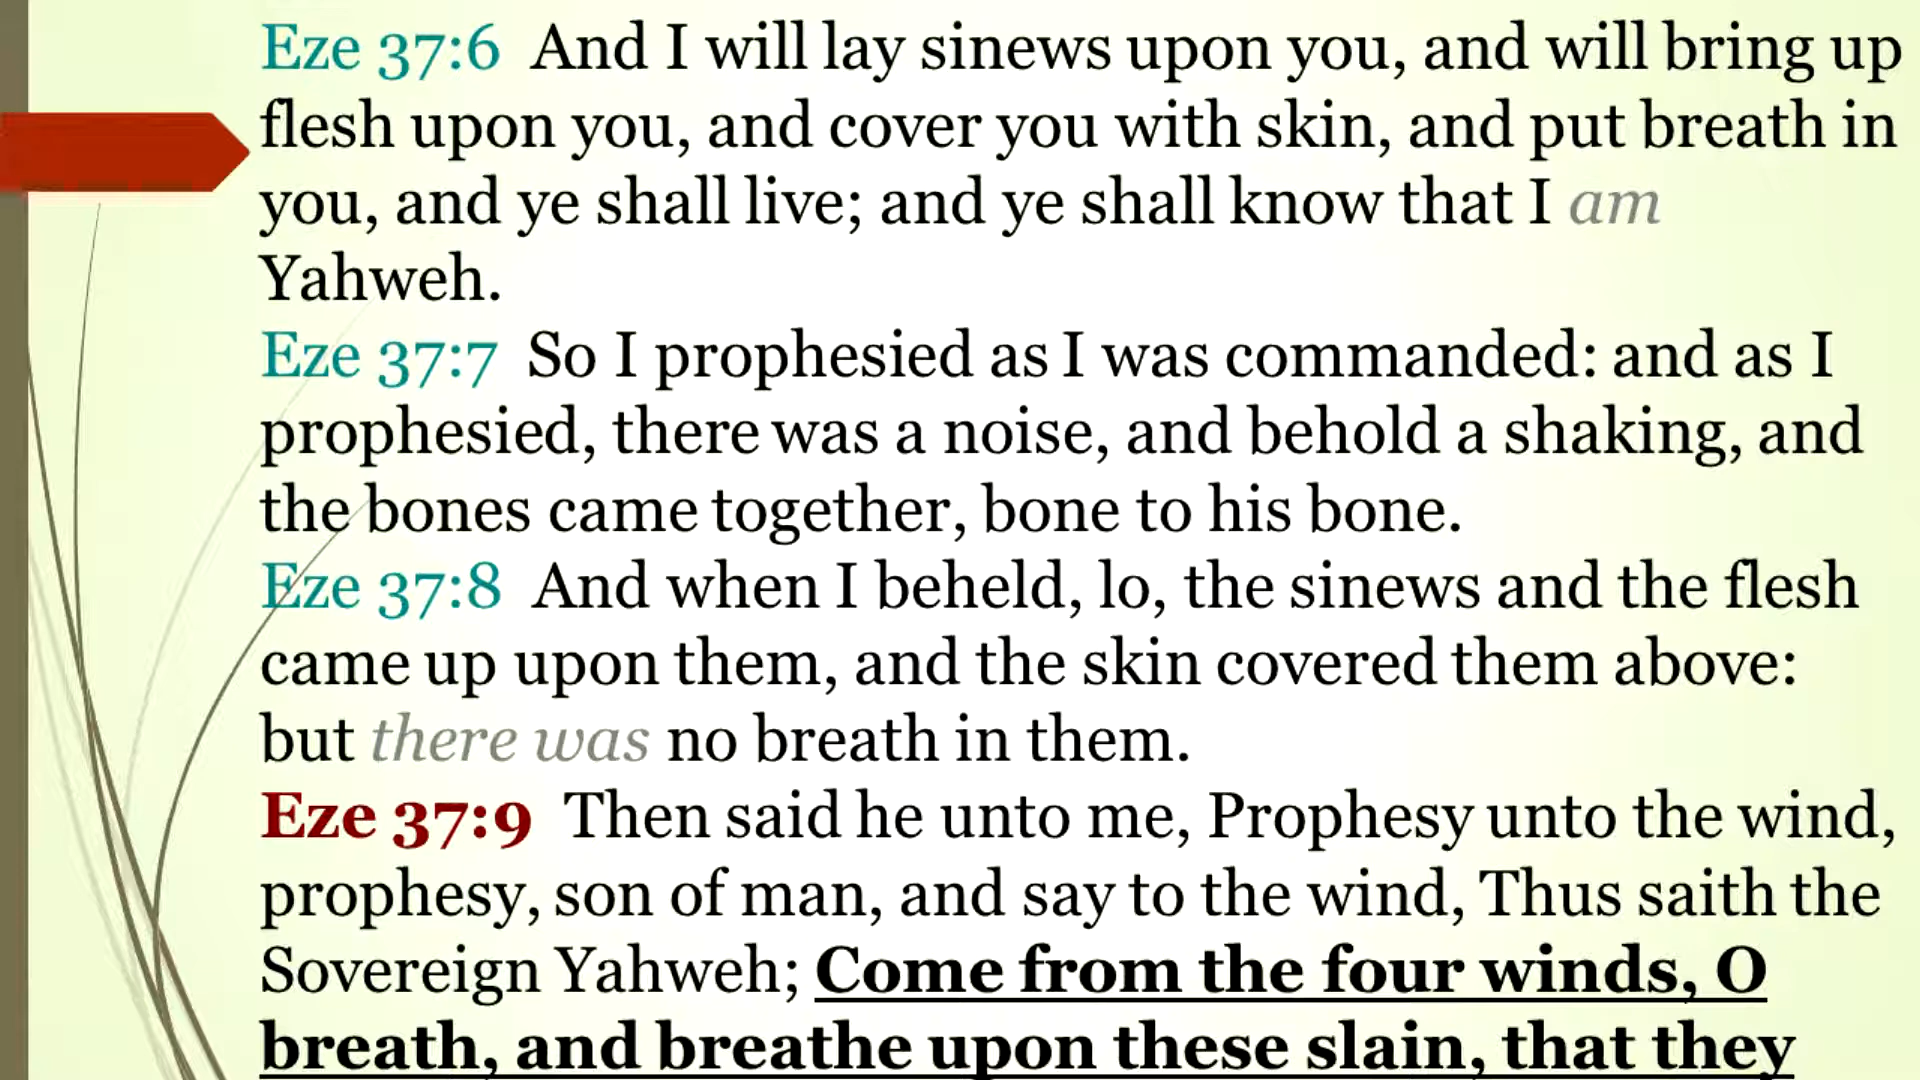 Eze 37:6 And I will lay sinews upon you, and will bring up
flesh upon you, and cover you with skin, and put breath in
you, and ye shall live; and ye shall know that I am
Yahweh.
Eze 37:7 So I prophesied as I was commanded: and as I
prophesied, there was a noise, and behold a shaking, and
the bones came together, bone to his bone.
Eze 37:8 And when I beheld, lo, the sinews and the flesh
came up upon them, and the skin covered them above:
but there was no breath in them.
Eze 37:9 Then said he unto me, Prophesy unto the wind,
prophesy, son of man, and say to the wind, Thus saith the
Sovereign Yahweh; Come from the four winds, O
breath, and breathe upon these slain, that they